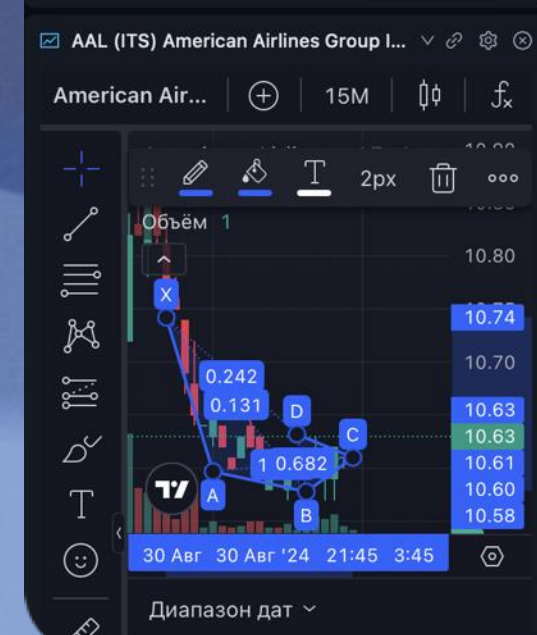 AAL (ITS) American Airlines Group I...
American Air... 15M fx
T 2px
Объём 1
10.80
X
10.74
10.70
0.242
0.131
D
10.63
C
10.63
1 0.682
10.61
A
10.60
B
10.58
T
30 Авг 30 Авг '24 21:45 3:45
Диапазон дат